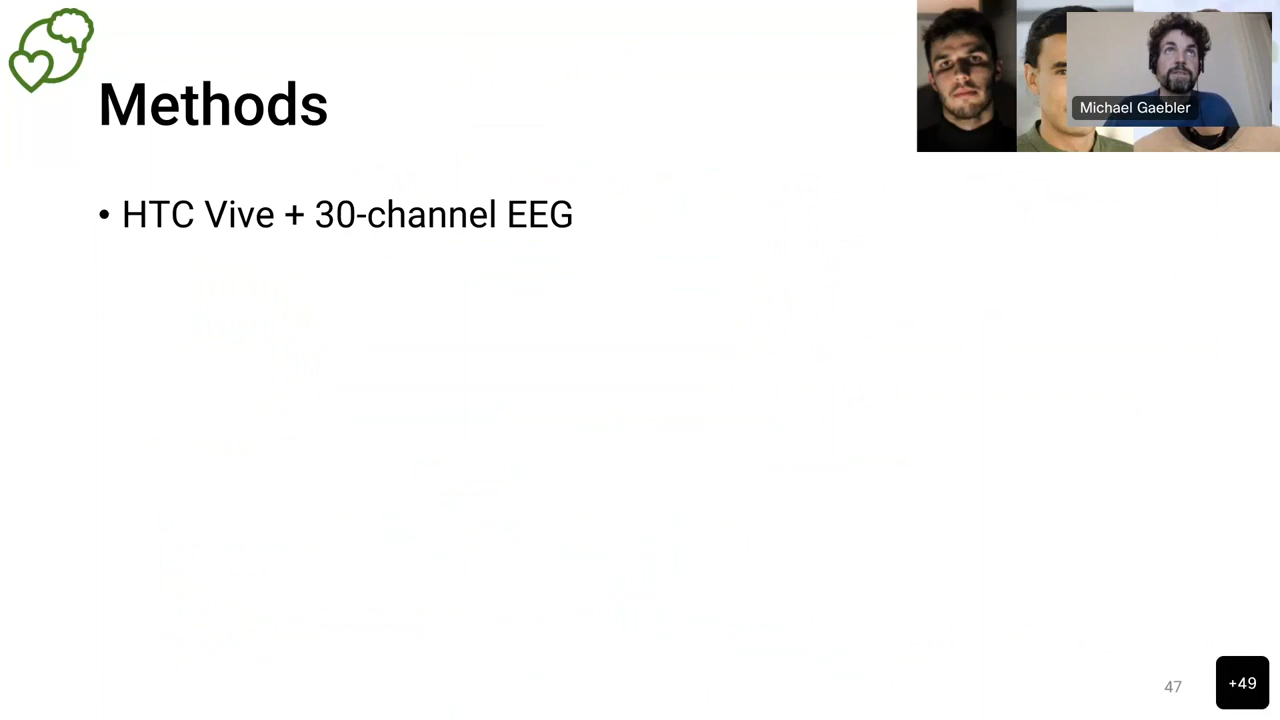 Methods
Michael Gaebler
• HTC Vive + 30-channel EEG
47
+49